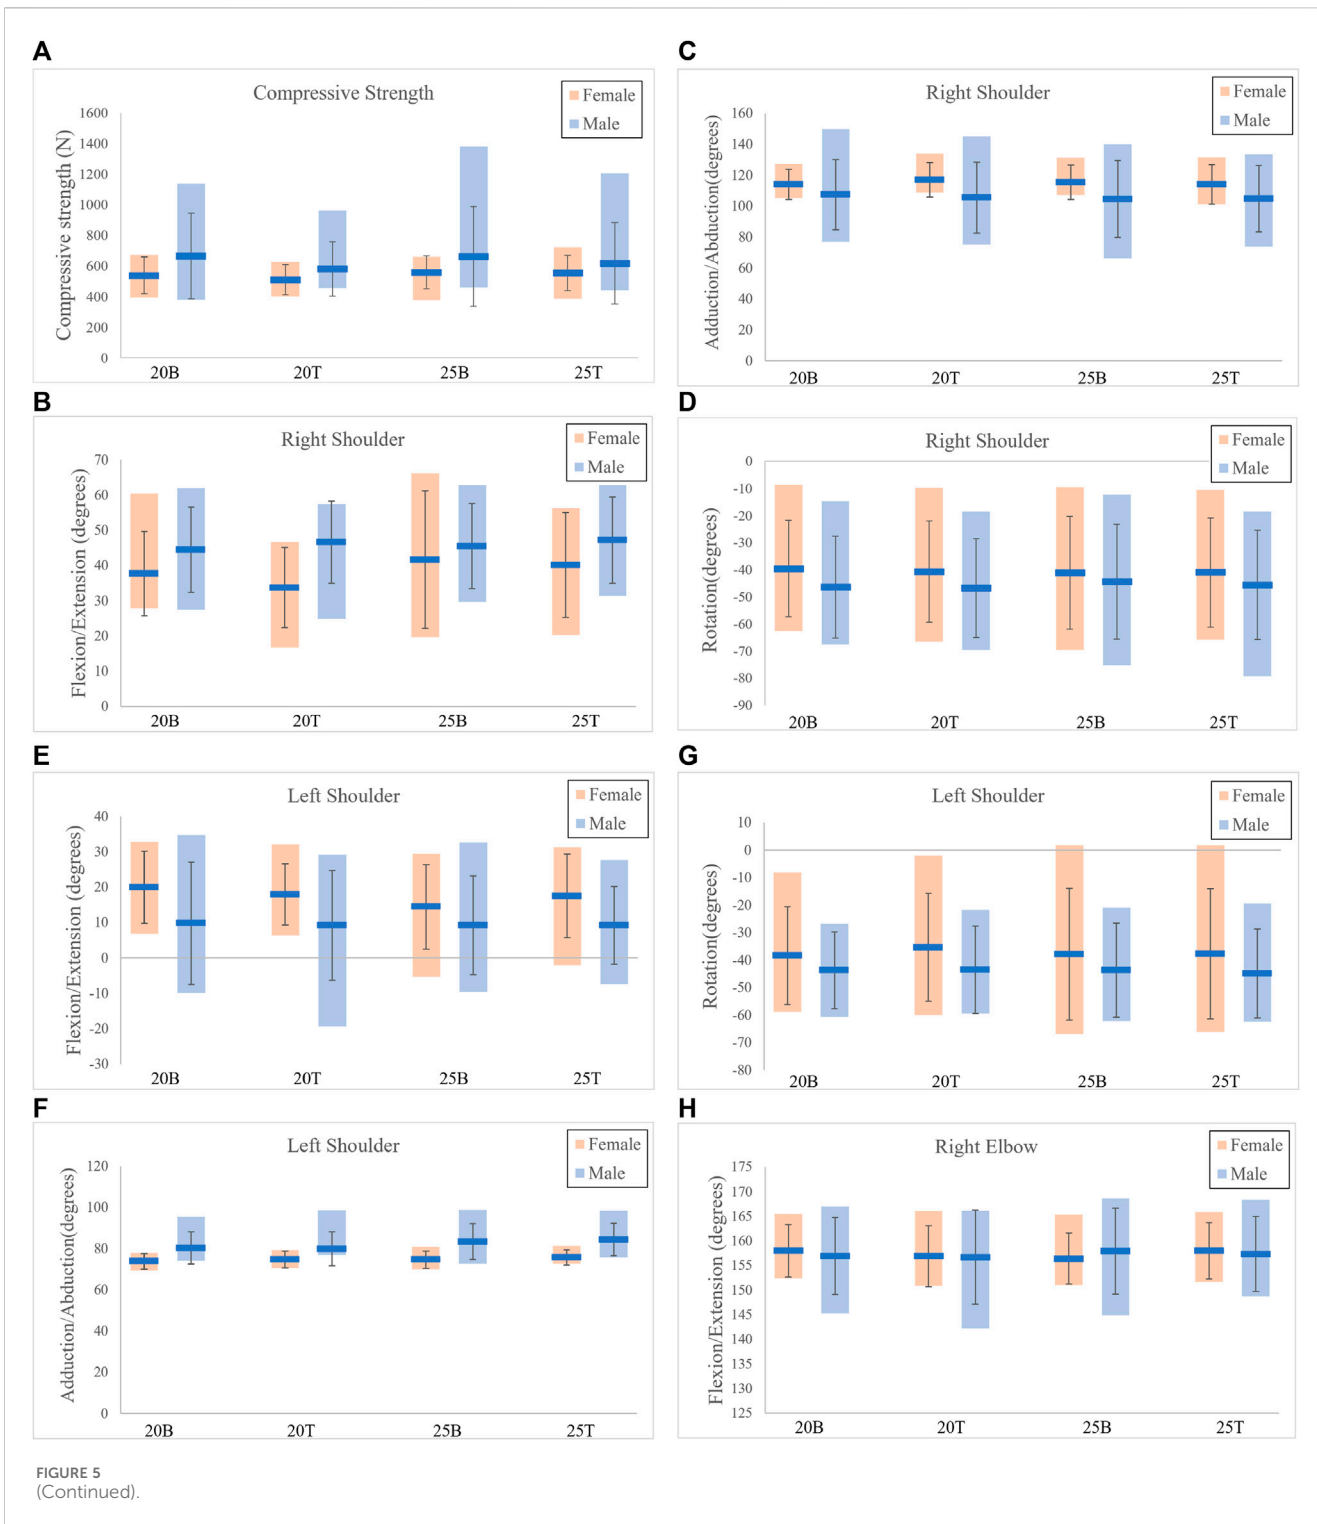 A
Compressive Strength
Female
Male
Compressive strength (N)
1600
1400
1200
1000
800
600
400
200
0
20B 20T 25B 25T
C
Right Shoulder
Female
Male
Adduction/Abduction(degrees)
160
140
120
100
80
60
40
20
0
20B 20T 25B 25T
B
Right Shoulder
Female
Male
Flexion/Extension (degrees)
70
60
50
40
30
20
10
0
20B 20T 25B 25T
D
Right Shoulder
Female
Male
Rotation(degrees)
0
-10
-20
-30
-40
-50
-60
-70
-80
-90
20B 20T 25B 25T
E
Left Shoulder
Female
Male
Flexion/Extension (degrees)
40
30
20
10
0
-10
-20
-30
20B 20T 25B 25T
G
Left Shoulder
Female
Male
Rotation(degrees)
10
0
-10
-20
-30
-40
-50
-60
-70
-80
20B 20T 25B 25T
F
Left Shoulder
Female
Male
Adduction/Abduction(degrees)
120
100
80
60
40
20
0
20B 20T 25B 25T
H
Right Elbow
Female
Male
Flexion/Extension (degrees)
175
170
165
160
155
150
145
140
135
130
125
20B 20T 25B 25T
FIGURE 5
(Continued).